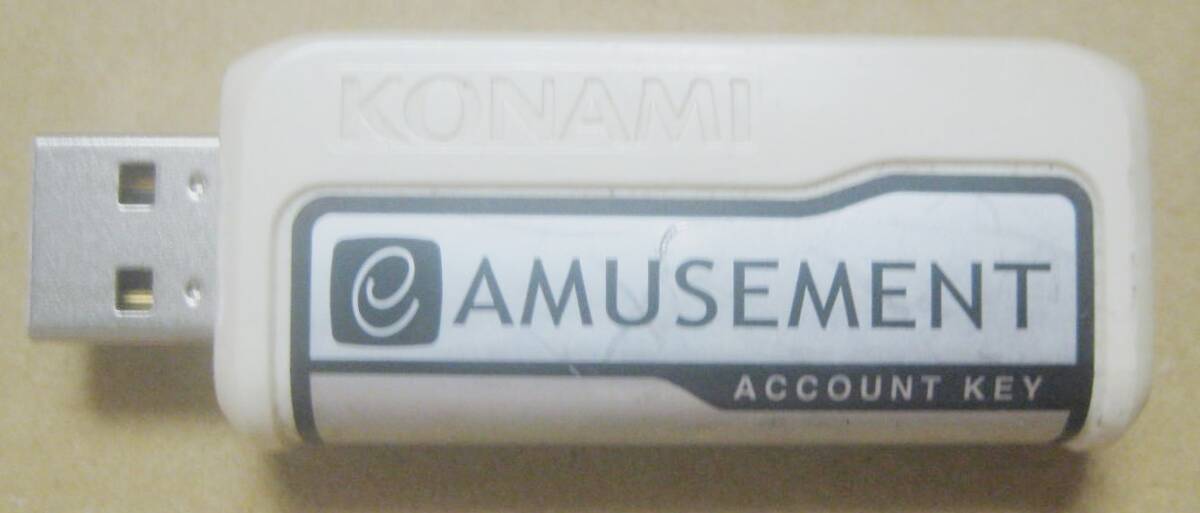 KONAMI
e AMUSEMENT
ACCOUNT KEY